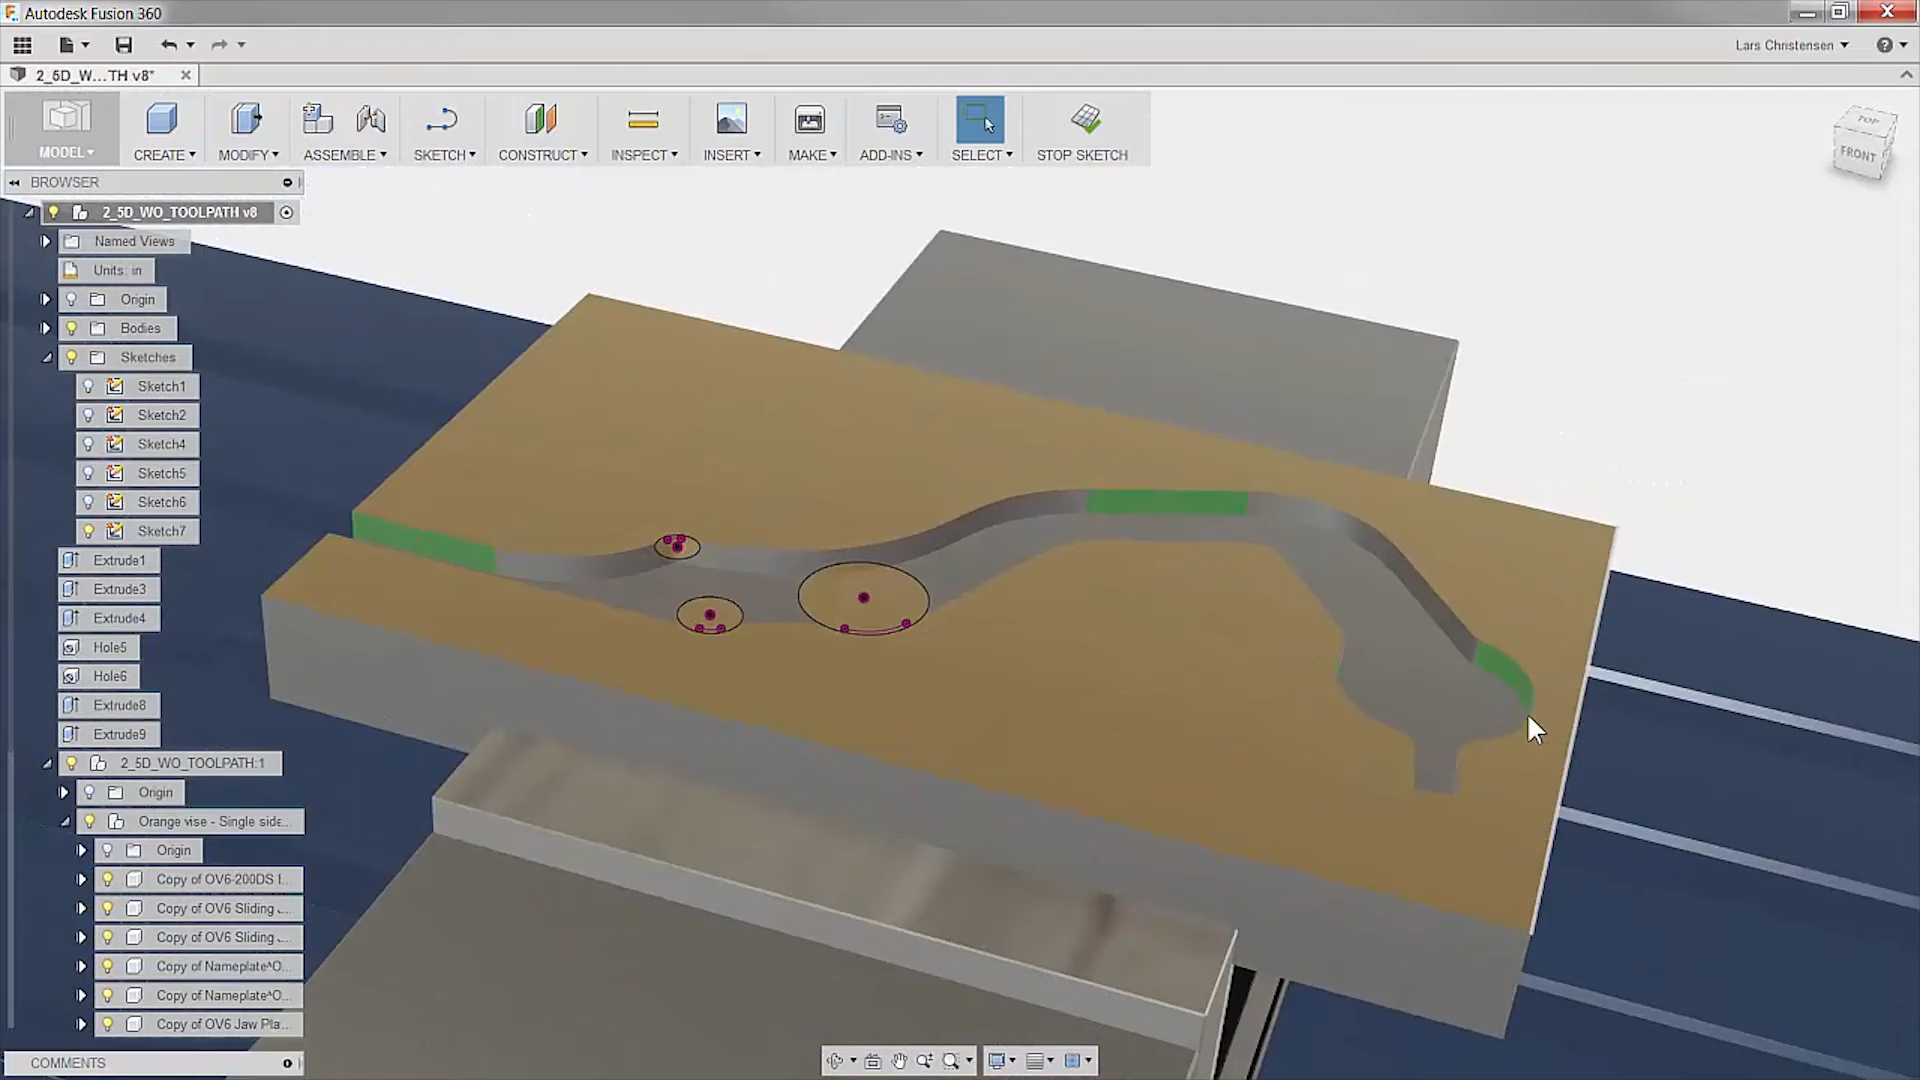 Autodesk Fusion 360
Lars Christensen
2_5D_W...TH v8*
MODEL
CREATE
MODIFY
ASSEMBLE
SKETCH
CONSTRUCT
INSPECT
INSERT
MAKE
ADD-INS
SELECT
STOP SKETCH
TOP
FRONT
BROWSER
2_5D_WO_TOOLPATH v8
Named Views
Units: in
Origin
Bodies
Sketches
Sketch1
Sketch2
Sketch4
Sketch5
Sketch6
Sketch7
Extrude1
Extrude3
Extrude4
Hole5
Hole6
Extrude8
Extrude9
2_5D_WO_TOOLPATH:1
Origin
Orange vise - Single side...
Origin
Copy of OV6-200DS I...
Copy of OV6 Sliding ...
Copy of OV6 Sliding ...
Copy of Nameplate^O...
Copy of Nameplate^O...
Copy of OV6 Jaw Pla...
COMMENTS